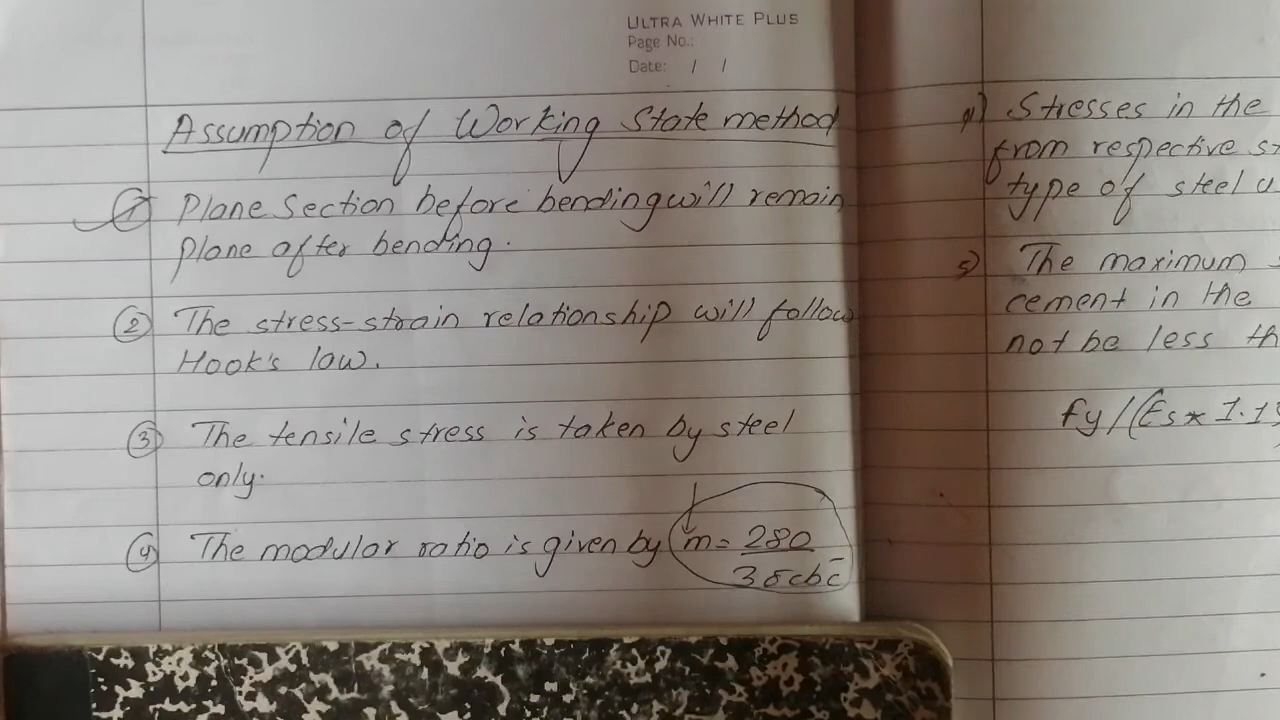 ULTRA WHITE PLUS
Page No.:
Date: / /
Assumption of Working State method
① Plane Section before bending will remain
plane after bending.
② The stress-strain relationship will follow
Hook's law.
③ The tensile stress is taken by steel
only.
④ The modular ratio is given by m = 280
3σcbc
4) Stresses in the
from respective
type of steel
5) The maximum
cement in the
not be less
fy/(Es*1.1